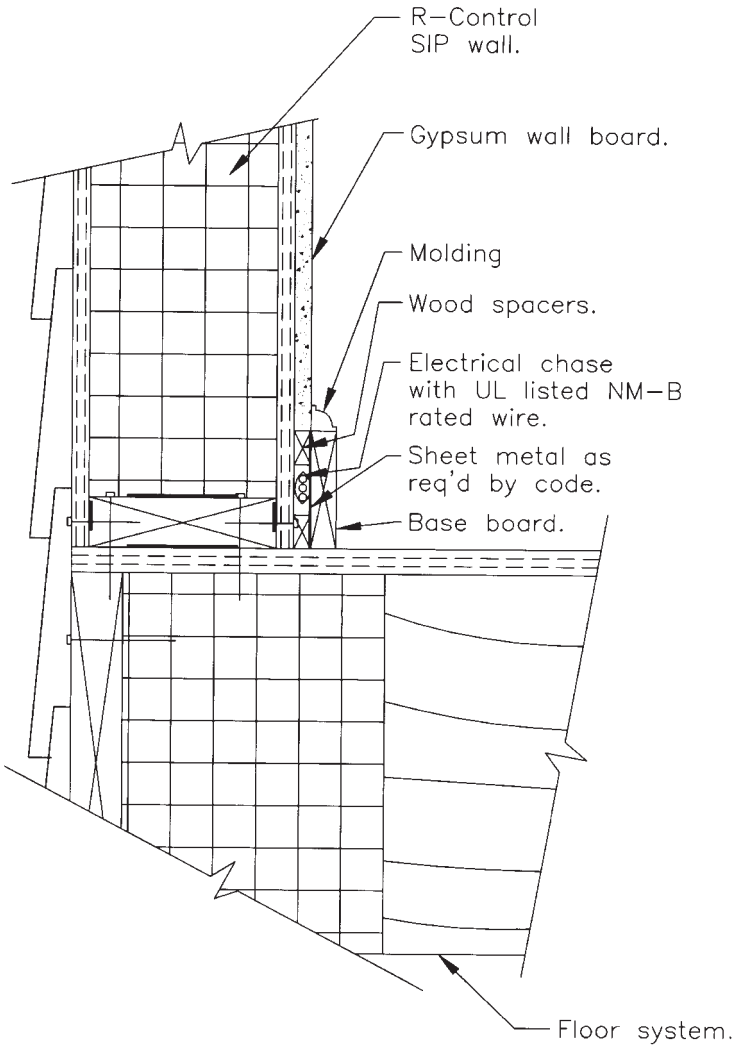 R-Control
SIP wall.
Gypsum wall board.
Molding
Wood spacers.
Electrical chase
with UL listed NM-B
rated wire.
Sheet metal as
req'd by code.
Base board.
Floor system.